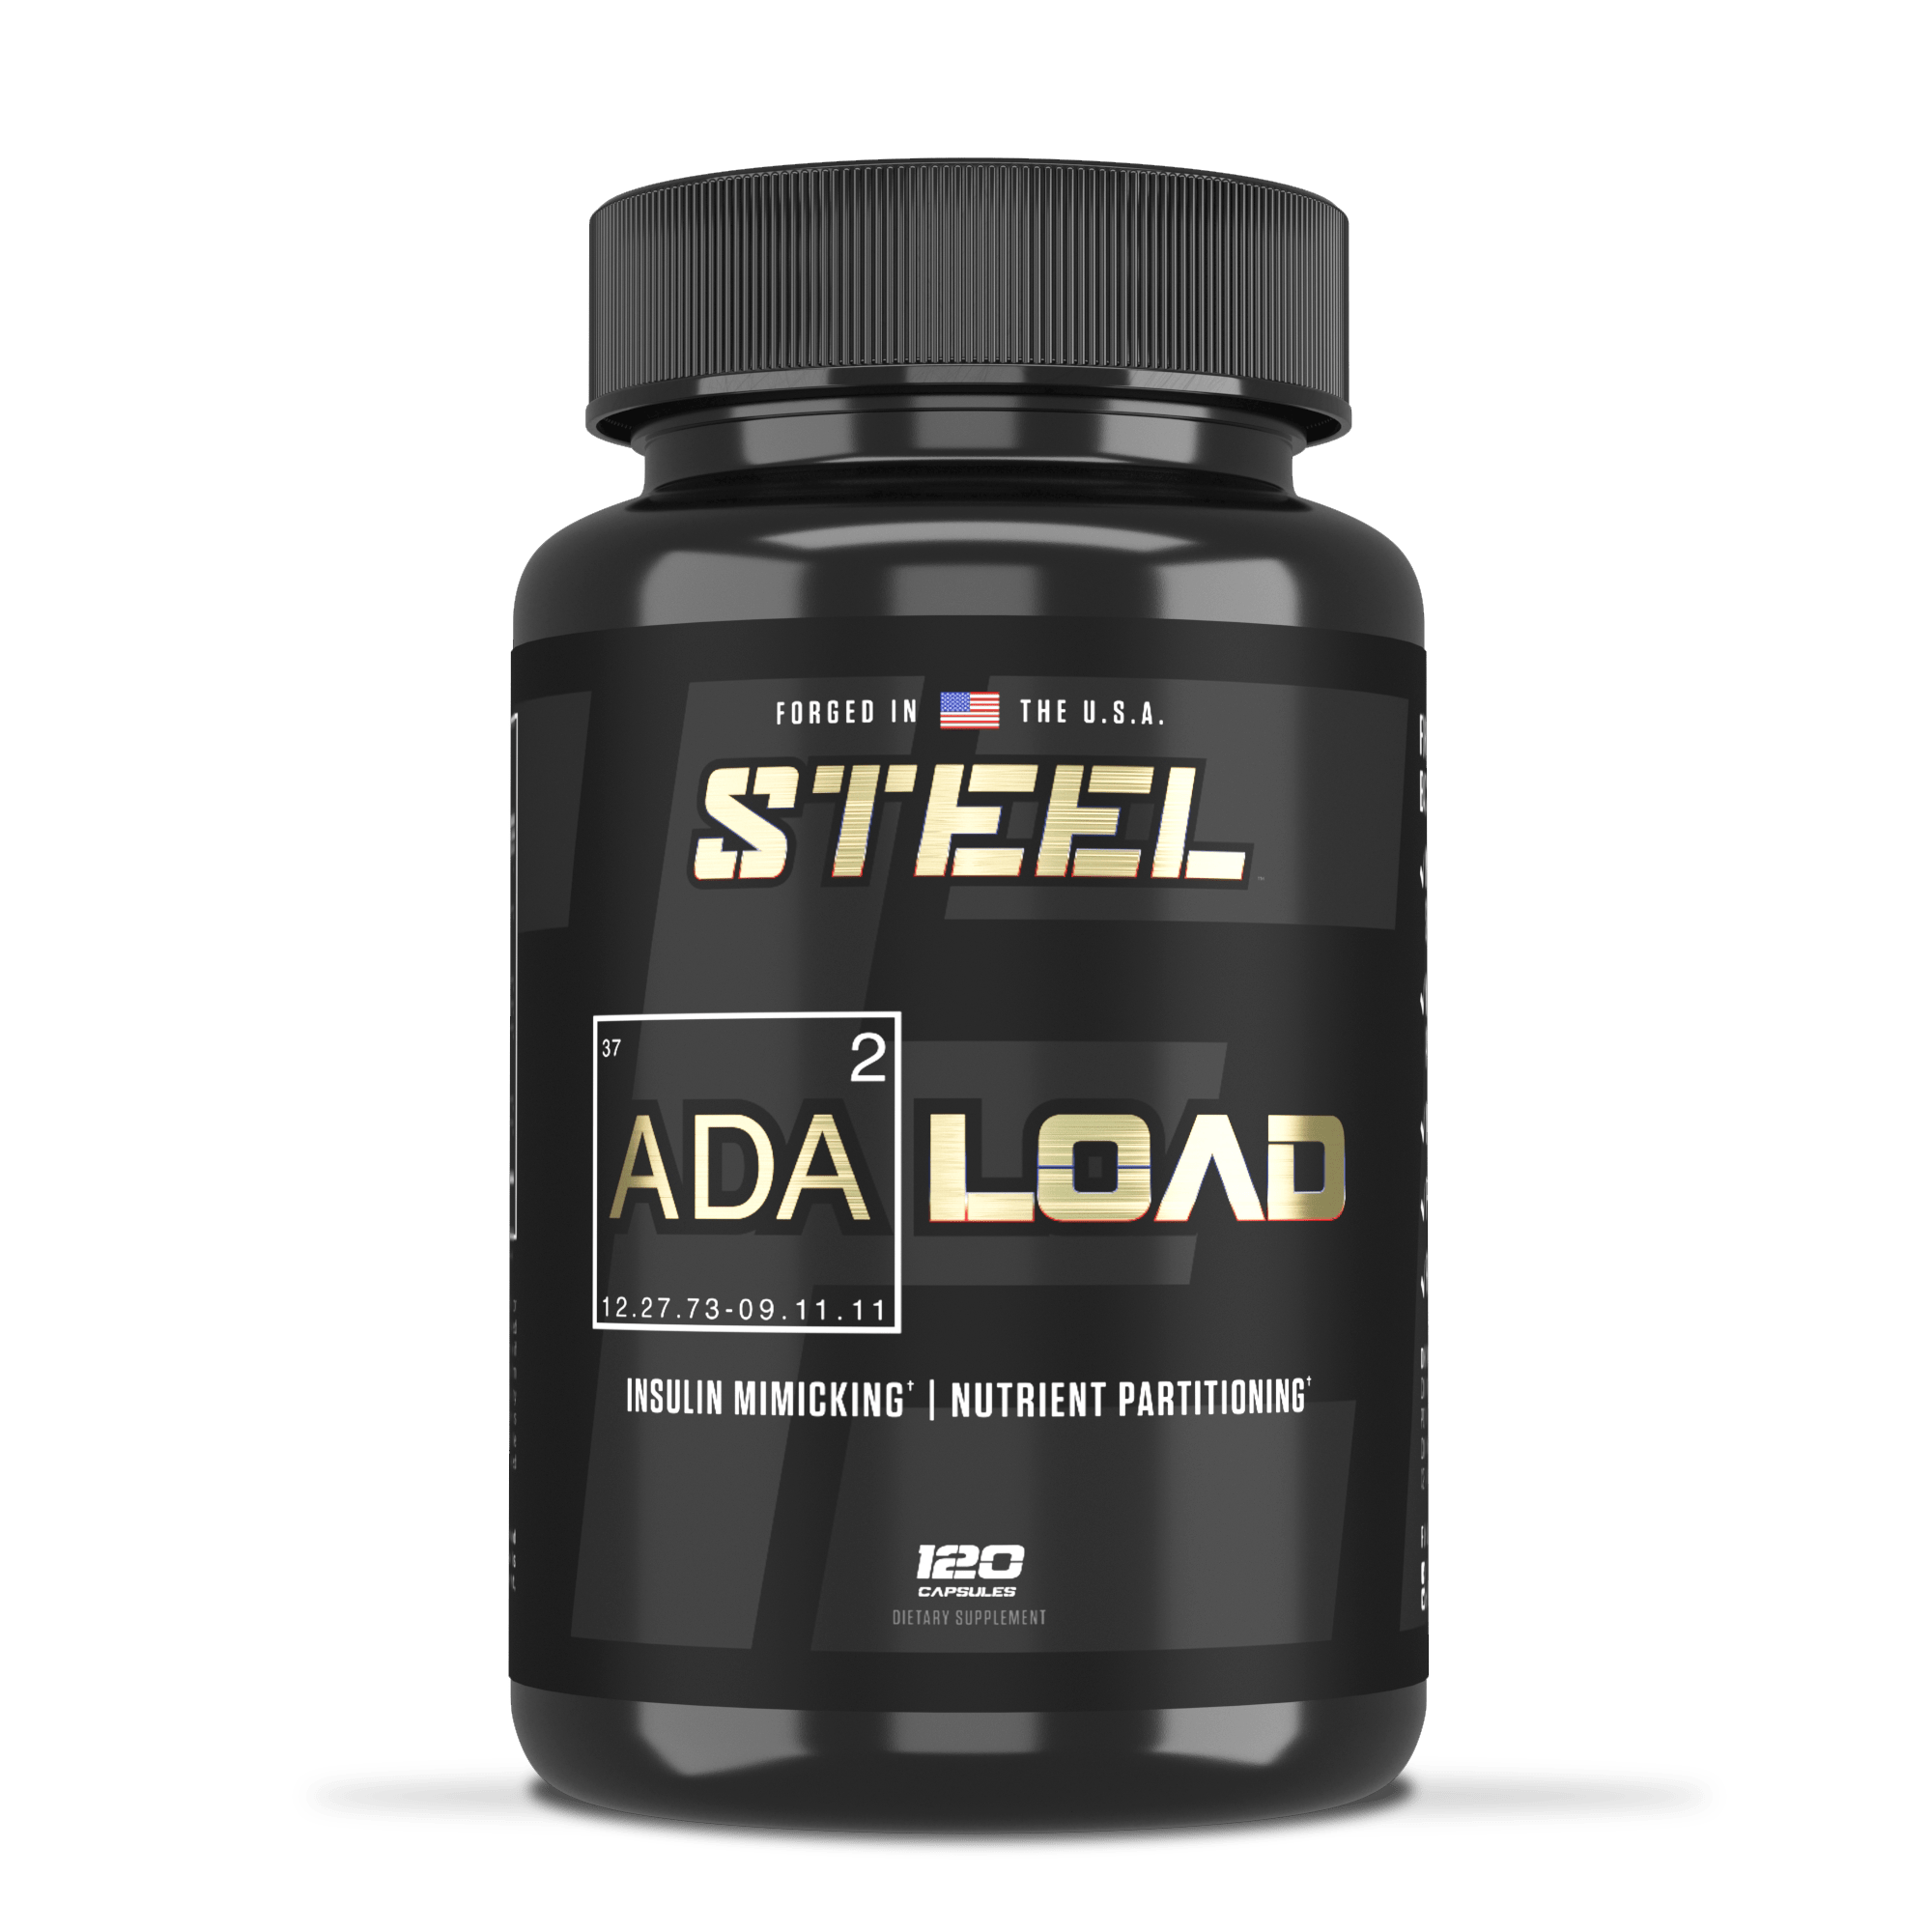 FORGED IN THE U.S.A.
STEEL™
37 2
ADA LOAD
12.27.73-09.11.11
INSULIN MIMICKING† | NUTRIENT PARTITIONING†
120
CAPSULES
DIETARY SUPPLEMENT